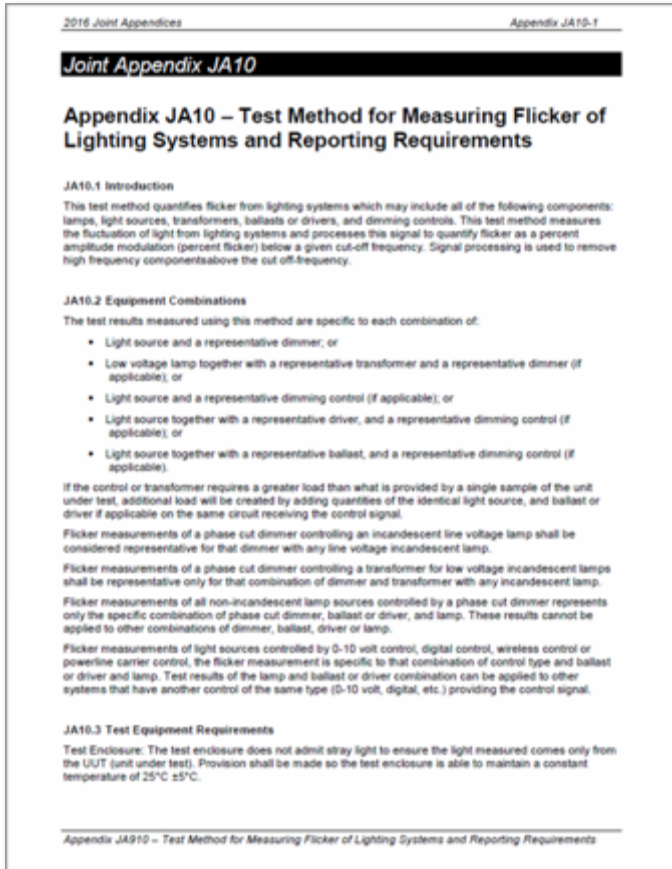 2016 Joint Appendices Appendix JA10-1
Joint Appendix JA10
Appendix JA10 – Test Method for Measuring Flicker of
Lighting Systems and Reporting Requirements
JA10.1 Introduction
This test method quantifies flicker from lighting systems which may include all of the following components:
lamps, light sources, transformers, ballasts or drivers, and dimming controls. This test method measures
the fluctuation of light from lighting systems and processes this signal to quantify flicker as a percent
amplitude modulation (percent flicker) below a given cut-off frequency. Signal processing is used to remove
high frequency componentsabove the cut off-frequency.
JA10.2 Equipment Combinations
The test results measured using this method are specific to each combination of:
• Light source and a representative dimmer; or
• Low voltage lamp together with a representative transformer and a representative dimmer (if
applicable); or
• Light source and a representative dimming control (if applicable); or
• Light source together with a representative driver, and a representative dimming control (if
applicable); or
• Light source together with a representative ballast, and a representative dimming control (if
applicable).
If the control or transformer requires a greater load than what is provided by a single sample of the unit
under test, additional load will be created by adding quantities of the identical light source, and ballast or
driver if applicable on the same circuit receiving the control signal.
Flicker measurements of a phase cut dimmer controlling an incandescent line voltage lamp shall be
considered representative for that dimmer with any line voltage incandescent lamp.
Flicker measurements of a phase cut dimmer controlling a transformer for low voltage incandescent lamps
shall be representative only for that combination of dimmer and transformer with any incandescent lamp.
Flicker measurements of all non-incandescent lamp sources controlled by a phase cut dimmer represents
only the specific combination of phase cut dimmer, ballast or driver, and lamp. These results cannot be
applied to other combinations of dimmer, ballast, driver or lamp.
Flicker measurements of light sources controlled by 0-10 volt control, digital control, wireless control or
powerline carrier control, the flicker measurement is specific to that combination of control type and ballast
or driver and lamp. Test results of the lamp and ballast or driver combination can be applied to other
systems that have another control of the same type (0-10 volt, digital, etc.) providing the control signal.
JA10.3 Test Equipment Requirements
Test Enclosure: The test enclosure does not admit stray light to ensure the light measured comes only from
the UUT (unit under test). Provision shall be made so the test enclosure is able to maintain a constant
temperature of 25°C ±5°C.
Appendix JA910 – Test Method for Measuring Flicker of Lighting Systems and Reporting Requirements